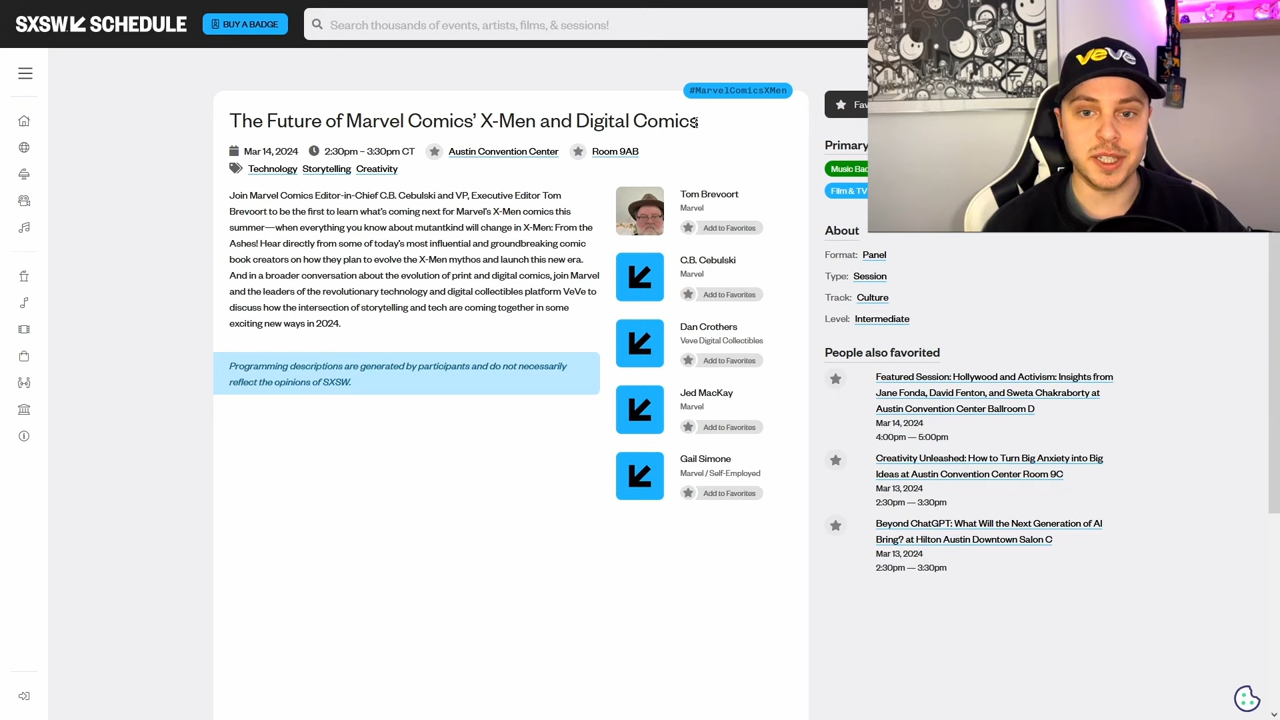 SXSW SCHEDULE
BUY A BADGE
Search thousands of events, artists, films, & sessions!
veve
#MarvelComicsXMen
The Future of Marvel Comics' X-Men and Digital Comics
Mar 14, 2024 2:30pm – 3:30pm CT Austin Convention Center Room 9AB
Technology Storytelling Creativity
Join Marvel Comics Editor-in-Chief C.B. Cebulski and VP, Executive Editor Tom
Brevoort to be the first to learn what's coming next for Marvel's X-Men comics this
summer—when everything you know about mutantkind will change in X-Men: From the
Ashes! Hear directly from some of today's most influential and groundbreaking comic
book creators on how they plan to evolve the X-Men mythos and launch this new era.
And in a broader conversation about the evolution of print and digital comics, join Marvel
and the leaders of the revolutionary technology and digital collectibles platform VeVe to
discuss how the intersection of storytelling and tech are coming together in some
exciting new ways in 2024.
Programming descriptions are generated by participants and do not necessarily
reflect the opinions of SXSW.
Tom Brevoort
Marvel
Add to Favorites
C.B. Cebulski
Marvel
Add to Favorites
Dan Crothers
Veve Digital Collectibles
Add to Favorites
Jed MacKay
Marvel
Add to Favorites
Gail Simone
Marvel / Self-Employed
Add to Favorites
Fav
Primary
Music Bad
Film & TV
About
Format: Panel
Type: Session
Track: Culture
Level: Intermediate
People also favorited
Featured Session: Hollywood and Activism: Insights from
Jane Fonda, David Fenton, and Sweta Chakraborty at
Austin Convention Center Ballroom D
Mar 14, 2024
4:00pm — 5:00pm
Creativity Unleashed: How to Turn Big Anxiety into Big
Ideas at Austin Convention Center Room 9C
Mar 13, 2024
2:30pm — 3:30pm
Beyond ChatGPT: What Will the Next Generation of AI
Bring? at Hilton Austin Downtown Salon C
Mar 13, 2024
2:30pm — 3:30pm